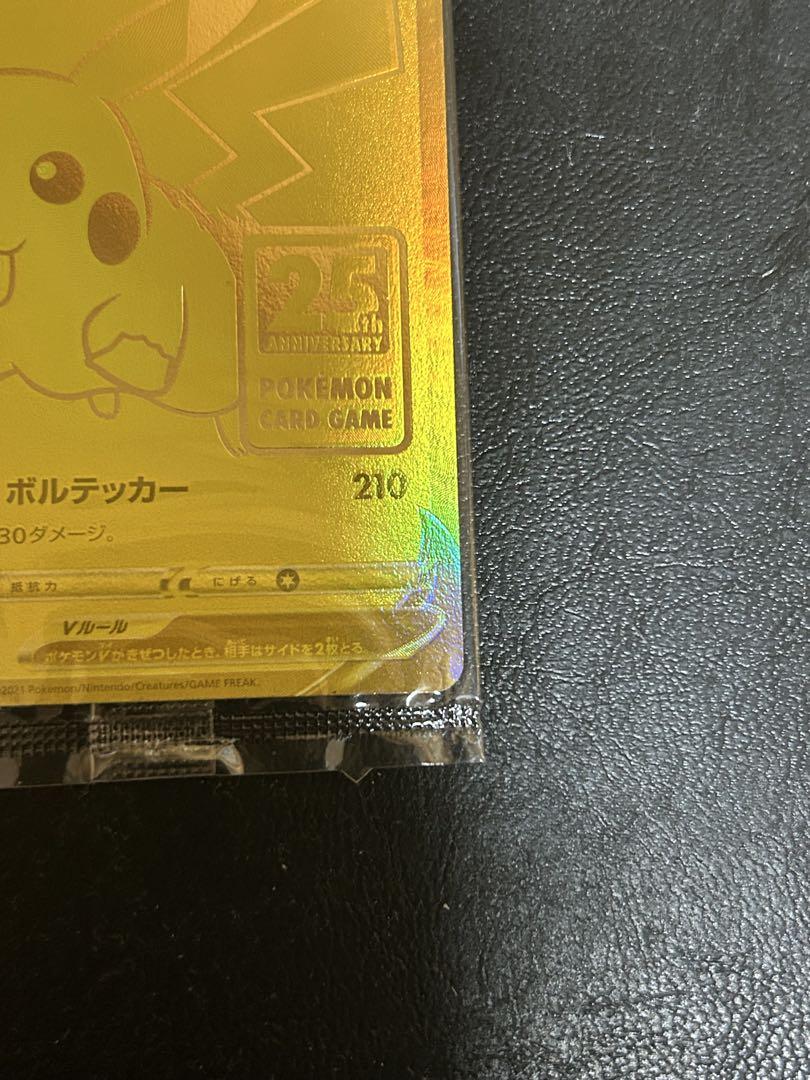 25th
ANNIVERSARY
POKÉMON
CARD GAME
ボルテッカー 210
30ダメージ。
抵抗力 にげる
Vルール
ポケモンVがきぜつしたとき、相手はサイドを2枚とる。
©2021 Pokémon/Nintendo/Creatures/GAME FREAK.